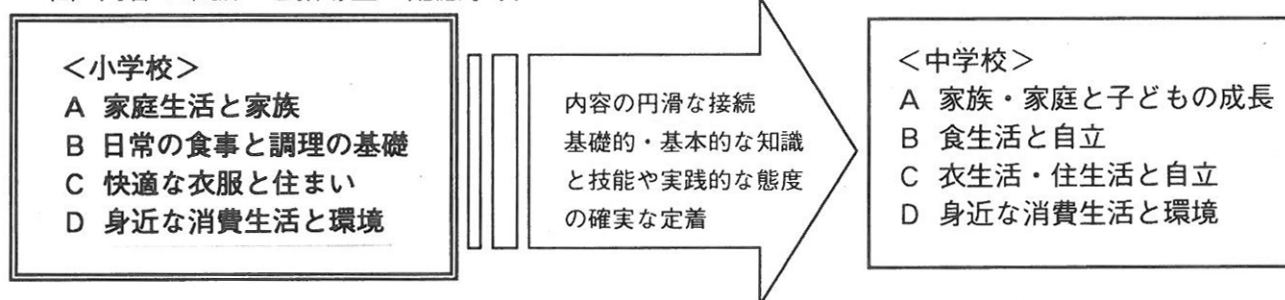 <小学校>
A 家庭生活と家族
B 日常の食事と調理の基礎
C 快適な衣服と住まい
D 身近な消費生活と環境
内容の円滑な接続
基礎的・基本的な知識
と技能や実践的な態度
の確実な定着
<中学校>
A 家族・家庭と子どもの成長
B 食生活と自立
C 衣生活・住生活と自立
D 身近な消費生活と環境